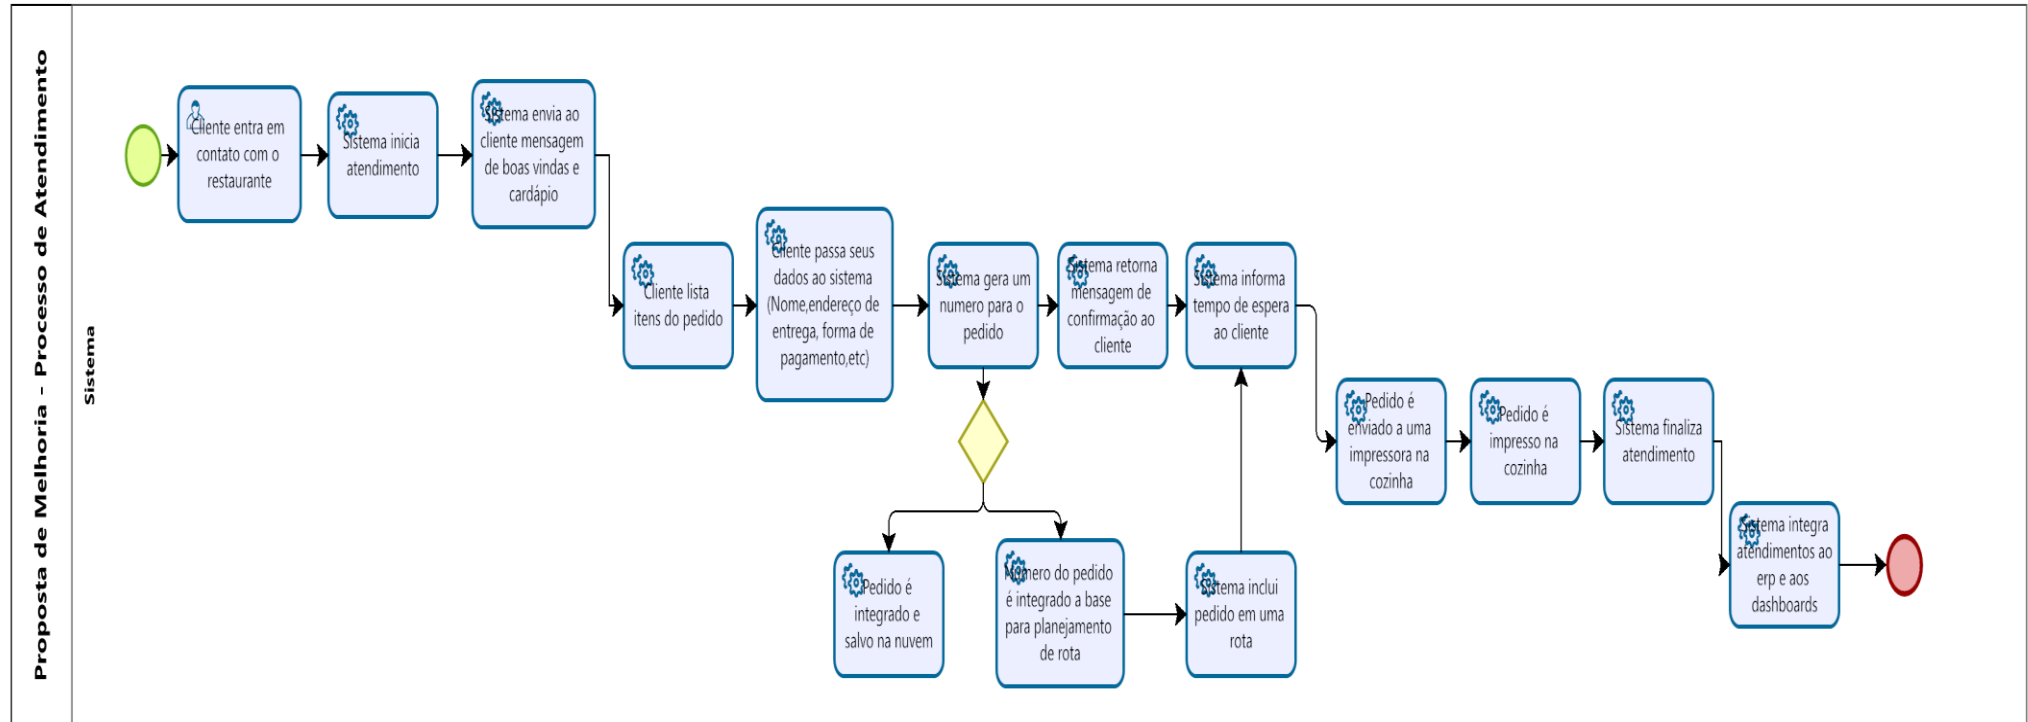 Proposta de Melhoria - Processo de Atendimento
Sistema
Cliente entra em
contato com o
restaurante
Sistema inicia
atendimento
Sistema envia ao
cliente mensagem
de boas vindas e
cardápio
Cliente lista
itens do pedido
Cliente passa seus
dados ao sistema
(Nome,endereço de
entrega, forma de
pagamento,etc)
Sistema gera um
numero para o
pedido
Sistema retorna
mensagem de
confirmação ao
cliente
Sistema informa
tempo de espera
ao cliente
Pedido é
enviado a uma
impressora na
cozinha
Pedido é
impresso na
cozinha
Sistema finaliza
atendimento
Sistema integra
atendimentos ao
erp e aos
dashboards
Pedido é
integrado e
salvo na nuvem
Numero do pedido
é integrado a base
para planejamento
de rota
Sistema inclui
pedido em uma
rota